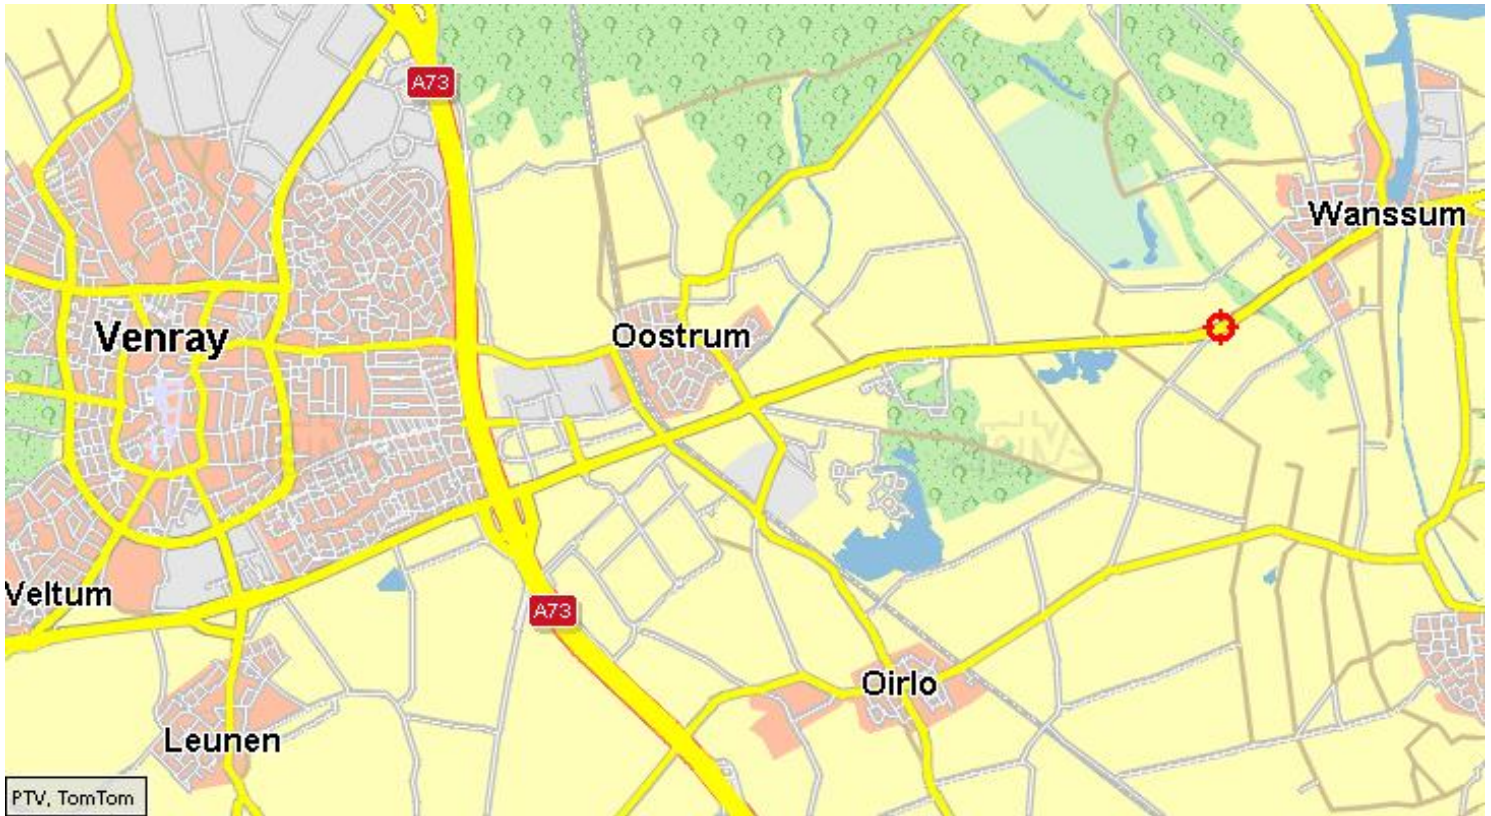 A73
Wanssum
Venray
Oostrum
Veltum
A73
Oirlo
Leunen
PTV, TomTom